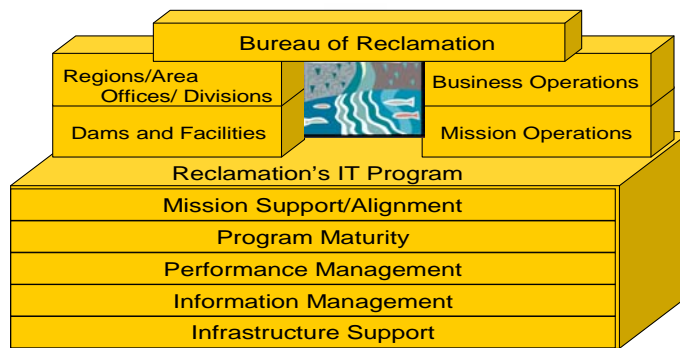 Bureau of Reclamation
Regions/Area
Offices/ Divisions
Business Operations
Dams and Facilities
Mission Operations
Reclamation's IT Program
Mission Support/Alignment
Program Maturity
Performance Management
Information Management
Infrastructure Support